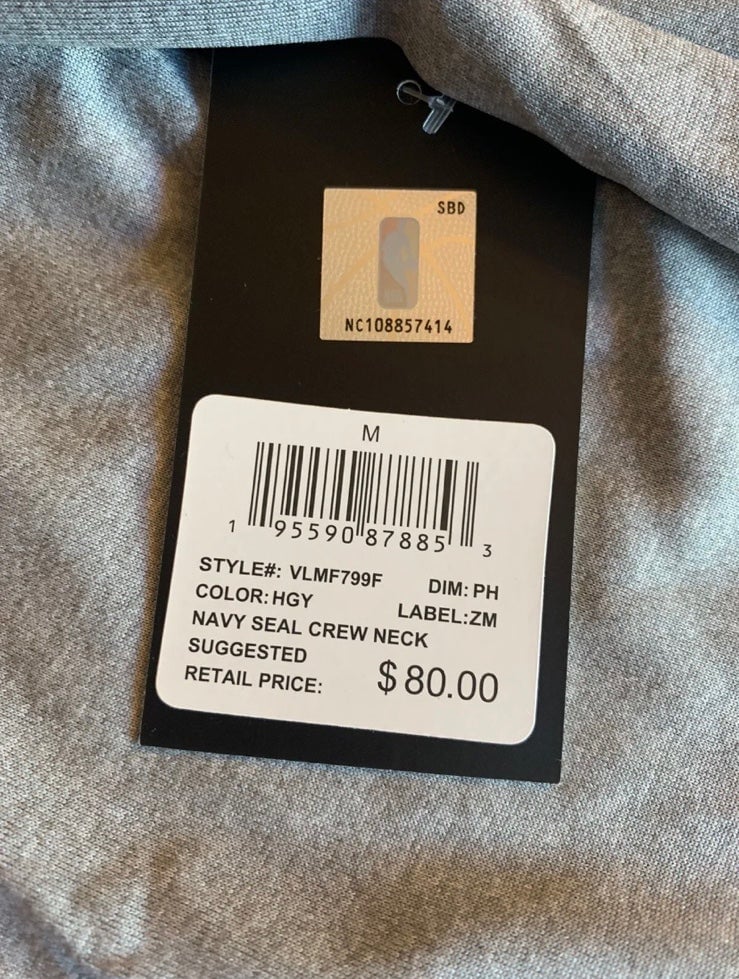 SBD
NC108857414
M
1 95590 87885 3
STYLE#: VLMF799F DIM: PH
COLOR: HGY LABEL:ZM
NAVY SEAL CREW NECK
SUGGESTED
RETAIL PRICE: $80.00